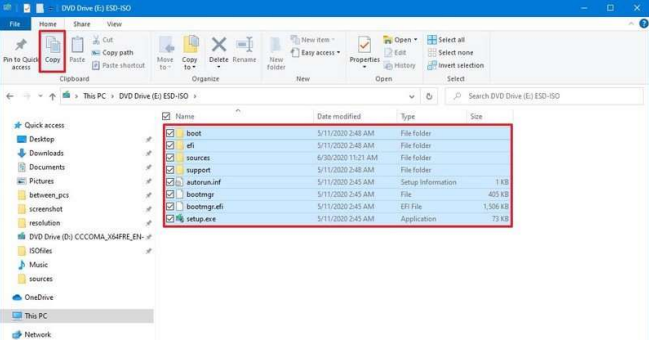 DVD Drive (E:) ESD-ISO
File Home Share View
Pin to Quick access
Copy
Paste
Cut
Copy path
Paste shortcut
Clipboard
Move to
Copy to
Delete
Rename
Organize
New folder
New item
Easy access
New
Properties
Open
Edit
History
Open
Select all
Select none
Invert selection
Select
This PC > DVD Drive (E:) ESD-ISO >
Search DVD Drive (E:) ESD-ISO
Quick access
Desktop
Downloads
Documents
Pictures
between_pcs
screenshot
resolution
DVD Drive (D:) CCCOMA_X64FRE_EN-
ISOfiles
Music
sources
OneDrive
This PC
Network
Name Date modified Type Size
boot 5/11/2020 2:48 AM File folder
efi 5/11/2020 2:48 AM File folder
sources 6/30/2020 11:21 AM File folder
support 5/11/2020 2:48 AM File folder
autorun.inf 5/11/2020 2:45 AM Setup Information 1 KB
bootmgr 5/11/2020 2:45 AM File 405 KB
bootmgr.efi 5/11/2020 2:45 AM EFI File 1,506 KB
setup.exe 5/11/2020 2:45 AM Application 73 KB